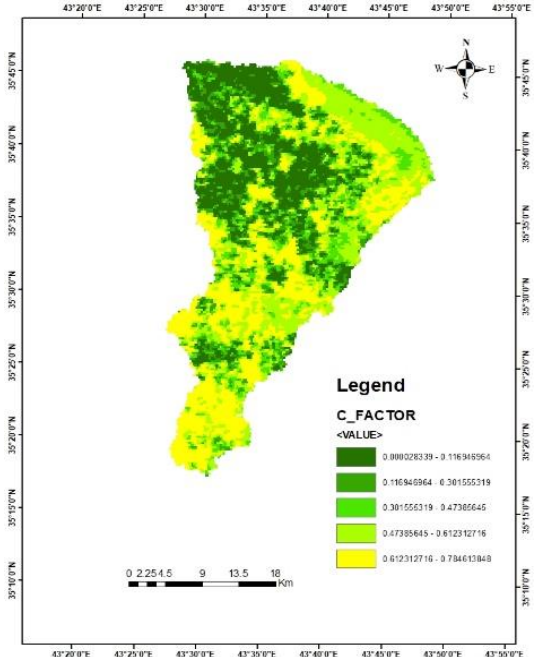 43°20'0"E 43°25'0"E 43°30'0"E 43°35'0"E 43°40'0"E 43°45'0"E 43°50'0"E 43°55'0"E
N
W E
S
35°45'0"N 35°45'0"N
35°40'0"N 35°40'0"N
35°35'0"N 35°35'0"N
35°30'0"N 35°30'0"N
35°25'0"N 35°25'0"N
35°20'0"N 35°20'0"N
35°15'0"N 35°15'0"N
35°10'0"N 35°10'0"N
Legend
C_FACTOR
<VALUE>
0.000028339 - 0.116946964
0.116946964 - 0.301555319
0.301555319 - 0.47385645
0.47385645 - 0.612312716
0.612312716 - 0.784613848
0 2.25 4.5 9 13.5 18
Km
43°20'0"E 43°25'0"E 43°30'0"E 43°35'0"E 43°40'0"E 43°45'0"E 43°50'0"E 43°55'0"E